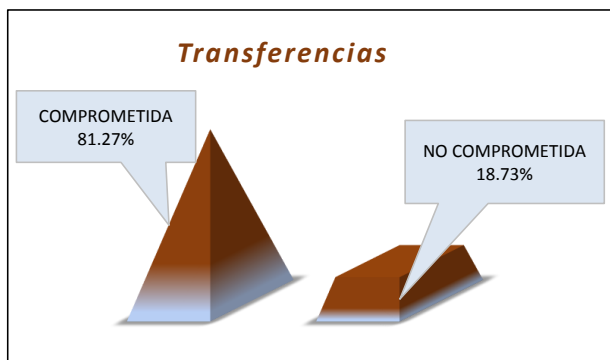 Transferencias
COMPROMETIDA
81.27%
NO COMPROMETIDA
18.73%